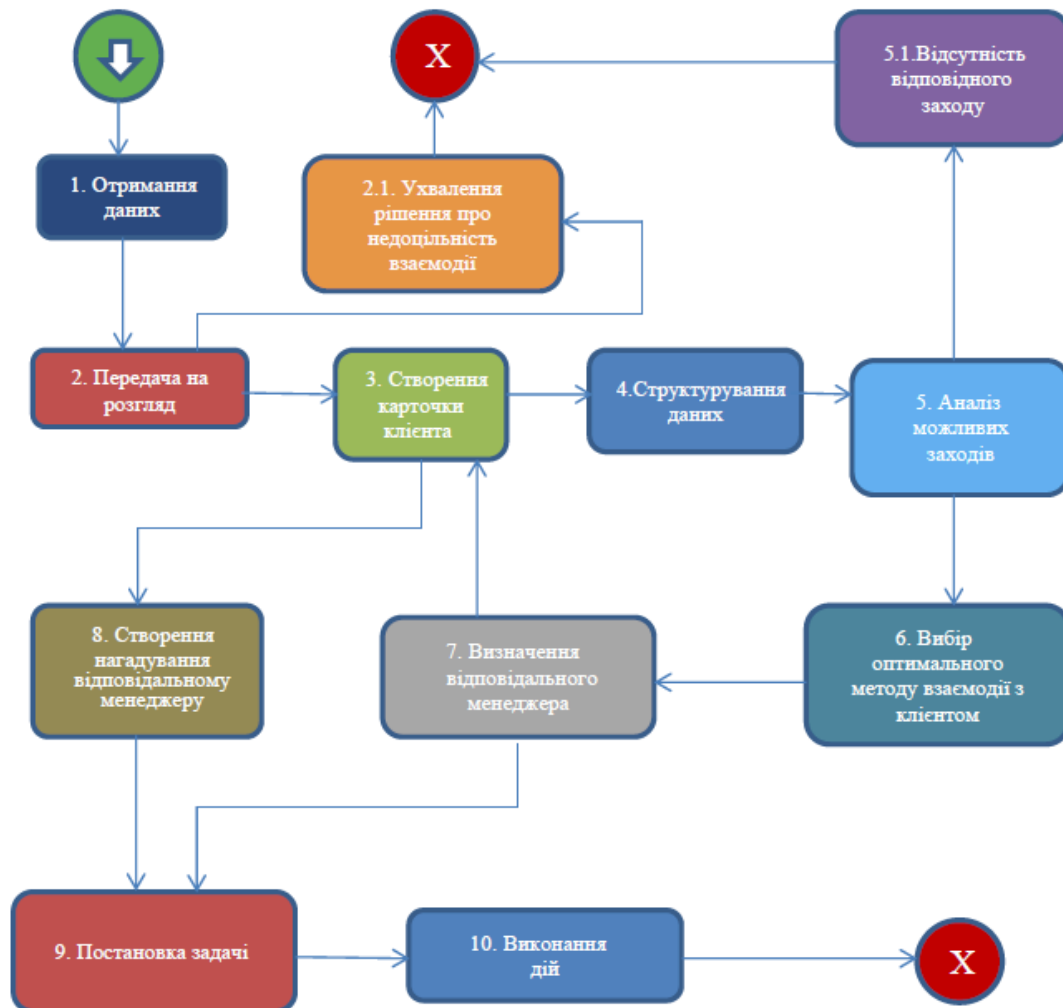 X
5.1.Відсутність
відповідного
заходу
1. Отримання
даних
2.1. Ухвалення
рішення про
недоцільність
взаємодії
2. Передача на
розгляд
3. Створення
карточки
клієнта
4.Структурування
даних
5. Аналіз
можливих
заходів
8. Створення
нагадування
відповідальному
менеджеру
7. Визначення
відповідального
менеджера
6. Вибір
оптимального
методу взаємодії з
клієнтом
9. Постановка задачі
10. Виконання
дій
X